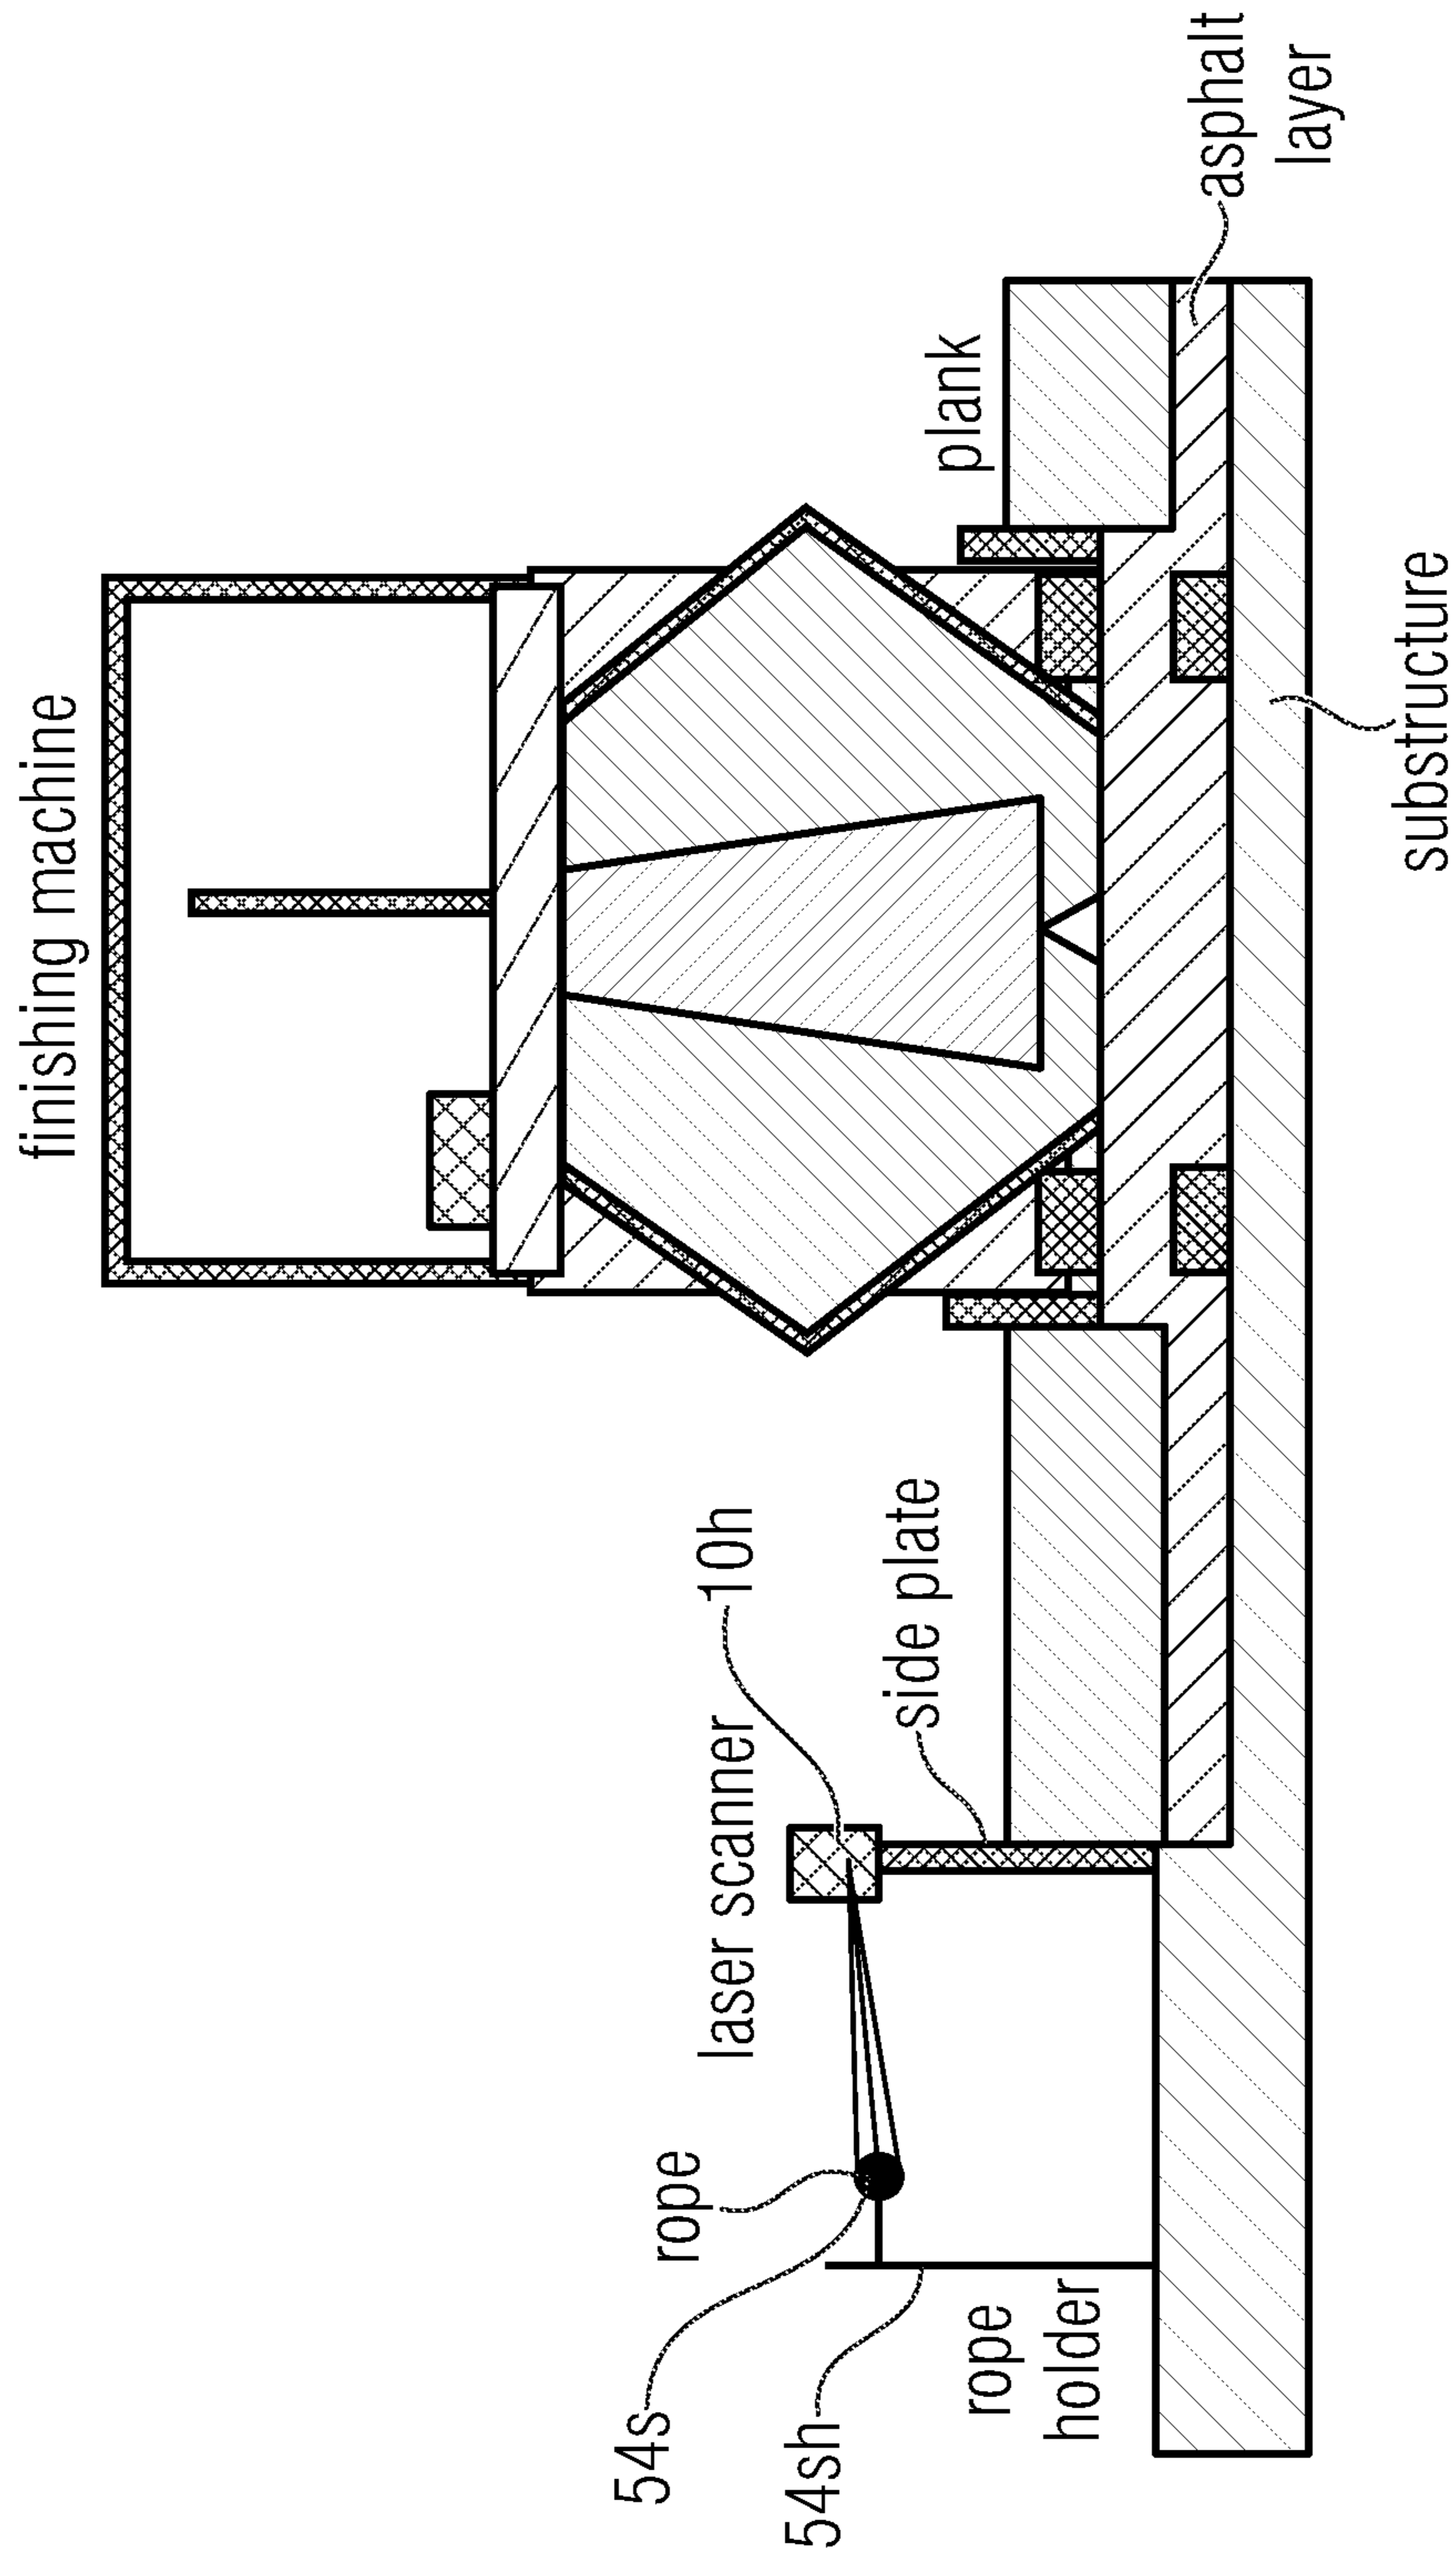 finishing machine
rope
laser scanner
10h
54s
54sh
side plate
plank
rope
holder
asphalt
layer
substructure